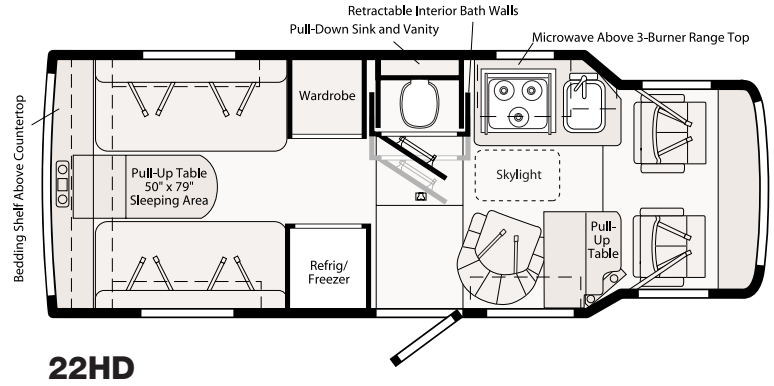 Retractable Interior Bath Walls
Pull-Down Sink and Vanity
Microwave Above 3-Burner Range Top
Bedding Shelf Above Countertop
Wardrobe
Pull-Up Table
50" x 79"
Sleeping Area
Skylight
Pull-
Up
Table
Refrig/
Freezer
22HD